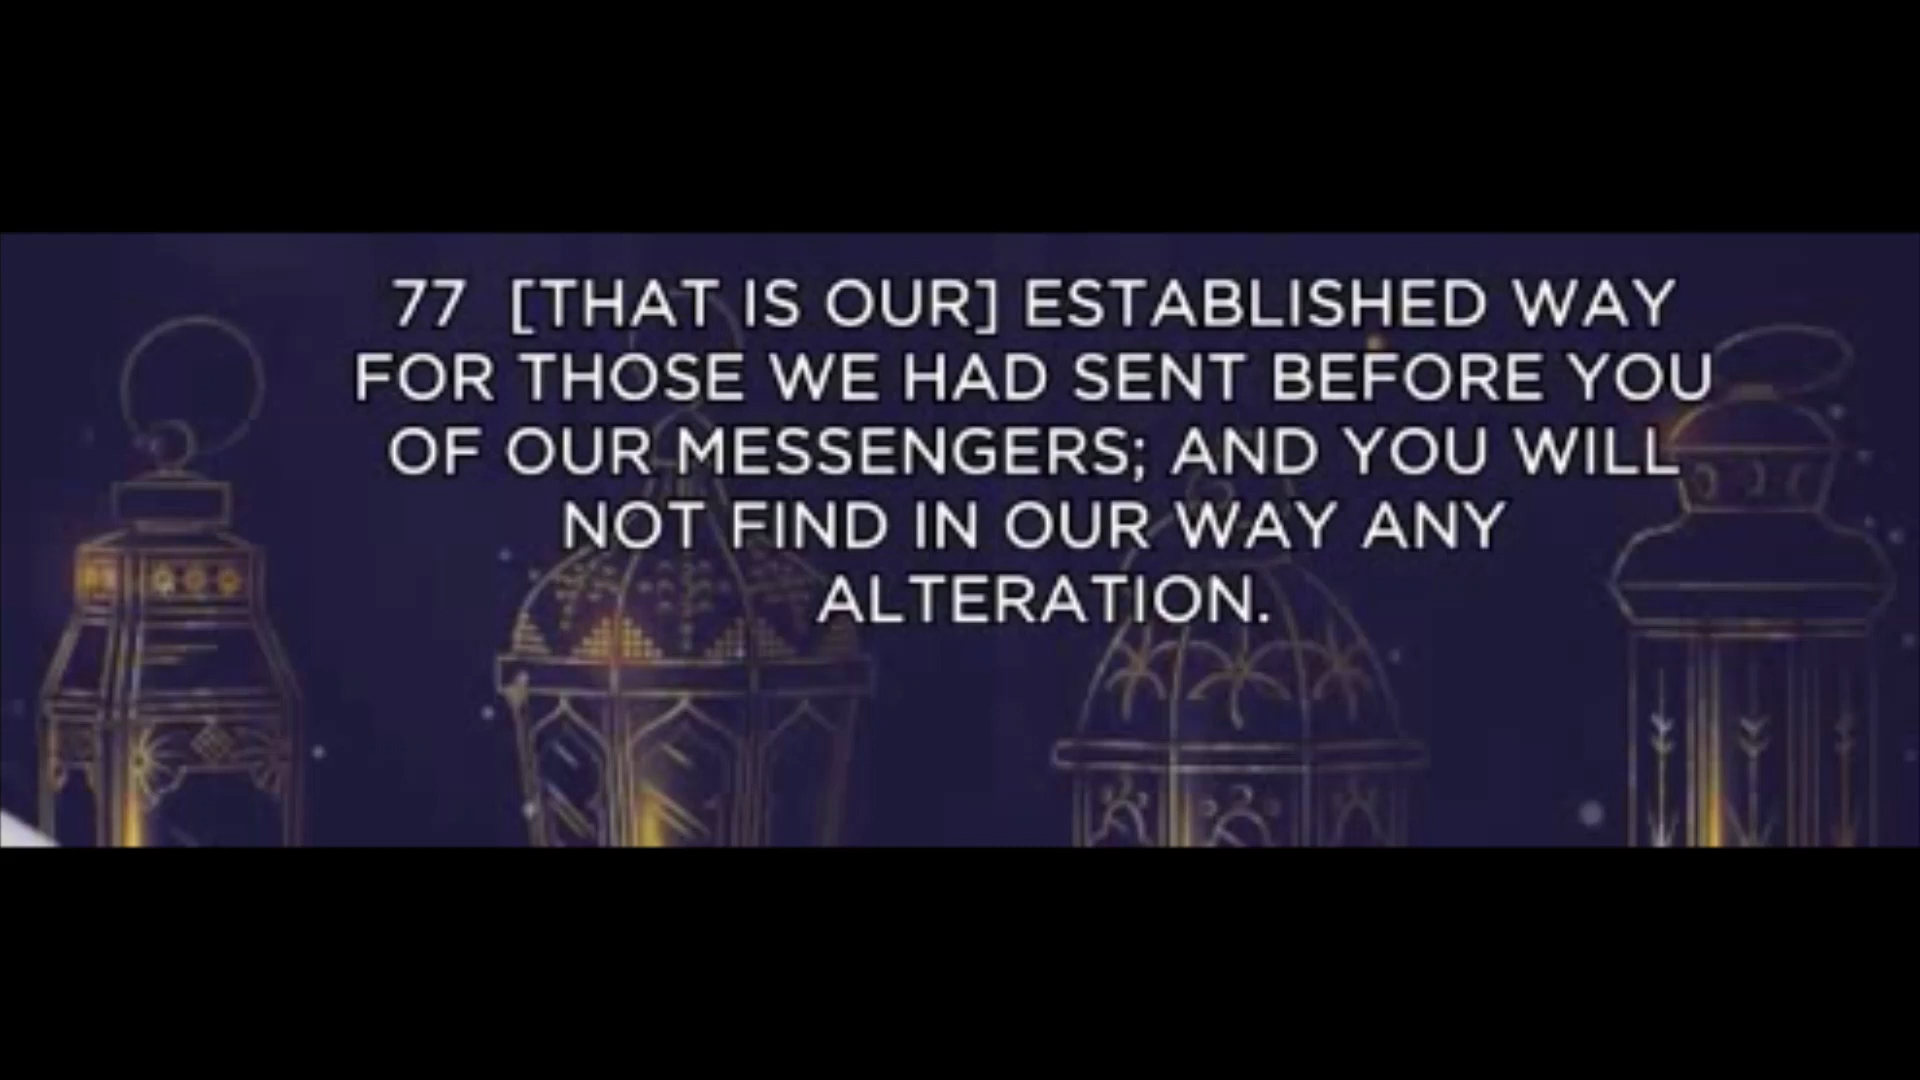 77 [THAT IS OUR] ESTABLISHED WAY
FOR THOSE WE HAD SENT BEFORE YOU
OF OUR MESSENGERS; AND YOU WILL
NOT FIND IN OUR WAY ANY
ALTERATION.